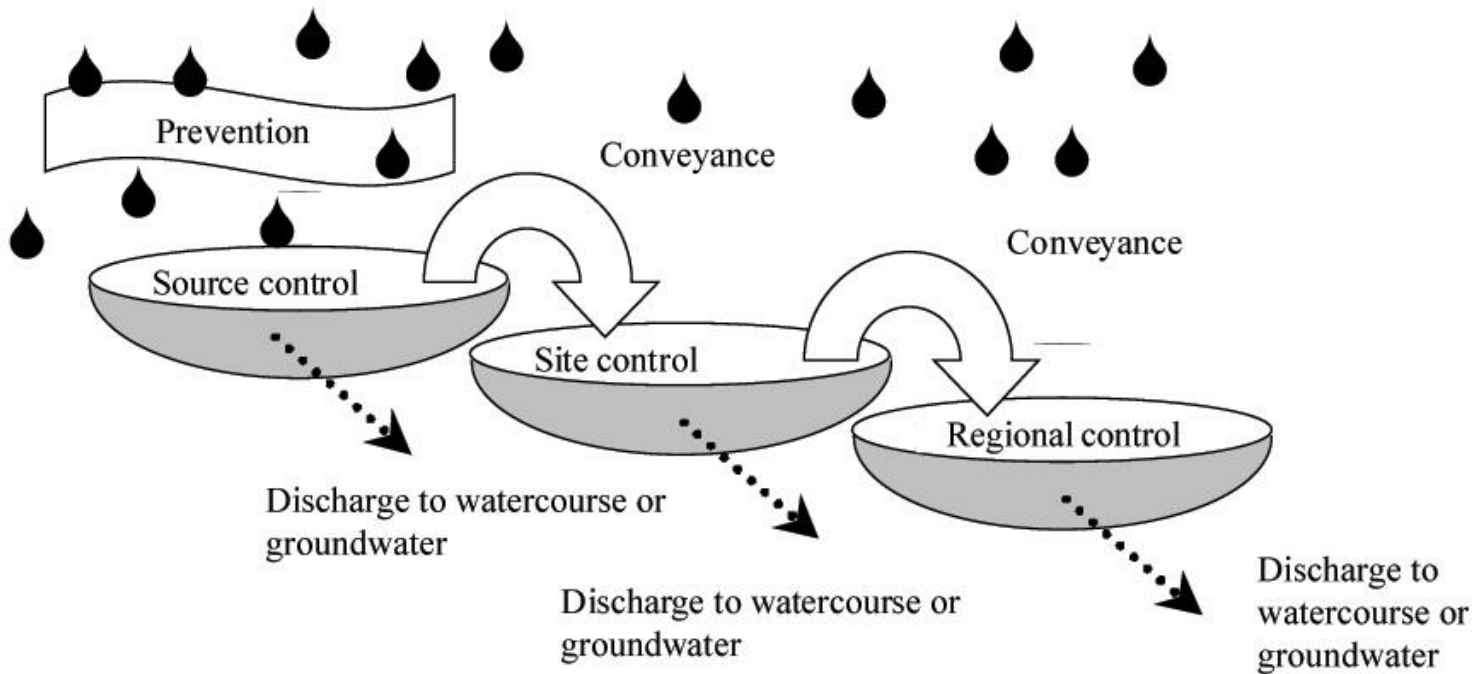 Prevention
Conveyance
Conveyance
Source control
Site control
Regional control
Discharge to watercourse or
groundwater
Discharge to watercourse or
groundwater
Discharge to
watercourse or
groundwater